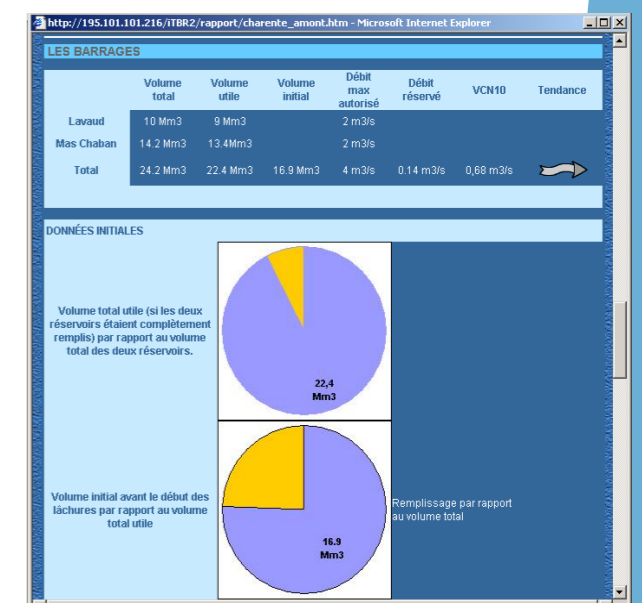 http://195.101.101.216/iTBR2/rapport/charente_amont.htm - Microsoft Internet Explorer
LES BARRAGES
Volume total Volume utile Volume initial Débit max autorisé Débit réservé VCN10 Tendance
Lavaud 10 Mm3 9 Mm3 2 m3/s
Mas Chaban 14.2 Mm3 13.4Mm3 2 m3/s
Total 24.2 Mm3 22.4 Mm3 16.9 Mm3 4 m3/s 0.14 m3/s 0,68 m3/s
DONNÉES INITIALES
Volume total utile (si les deux
réservoirs étaient complètement
remplis) par rapport au volume
total des deux réservoirs.
22,4
Mm3
Volume initial avant le début des
lâchures par rapport au volume
total utile
16.9
Mm3
Remplissage par rapport
au volume total